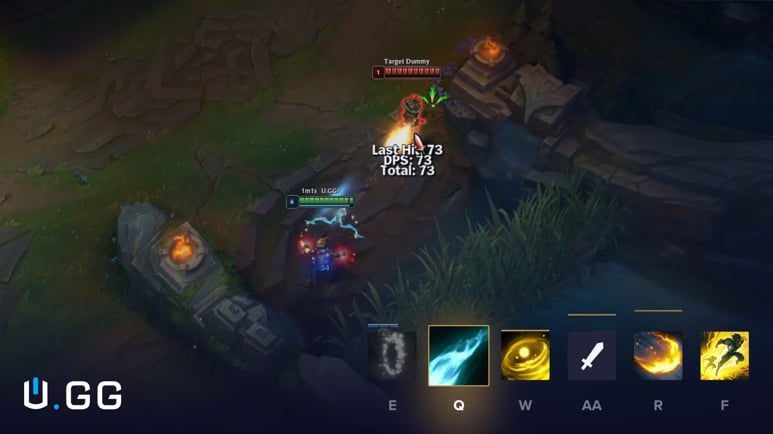 Target Dummy
1
Last Hit: 73
DPS: 73
Total: 73
1m1s U.GG
6
-34
U.GG
E Q W AA R F